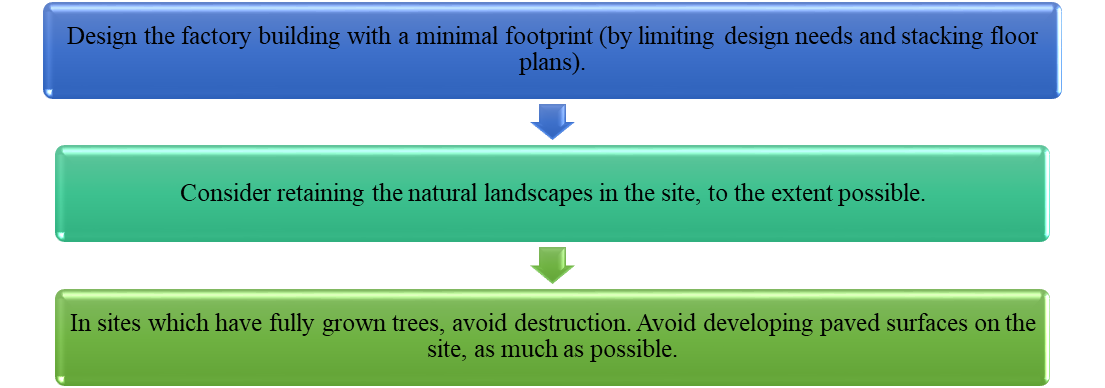 Design the factory building with a minimal footprint (by limiting design needs and stacking floor
plans).
Consider retaining the natural landscapes in the site, to the extent possible.
In sites which have fully grown trees, avoid destruction. Avoid developing paved surfaces on the
site, as much as possible.